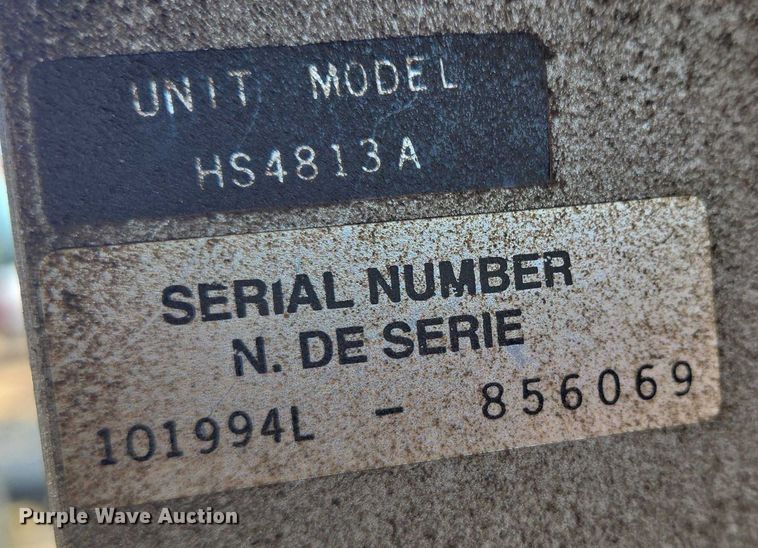 UNIT MODEL
HS4813A
SERIAL NUMBER
N. DE SERIE
101994L - 856069
Purple Wave Auction